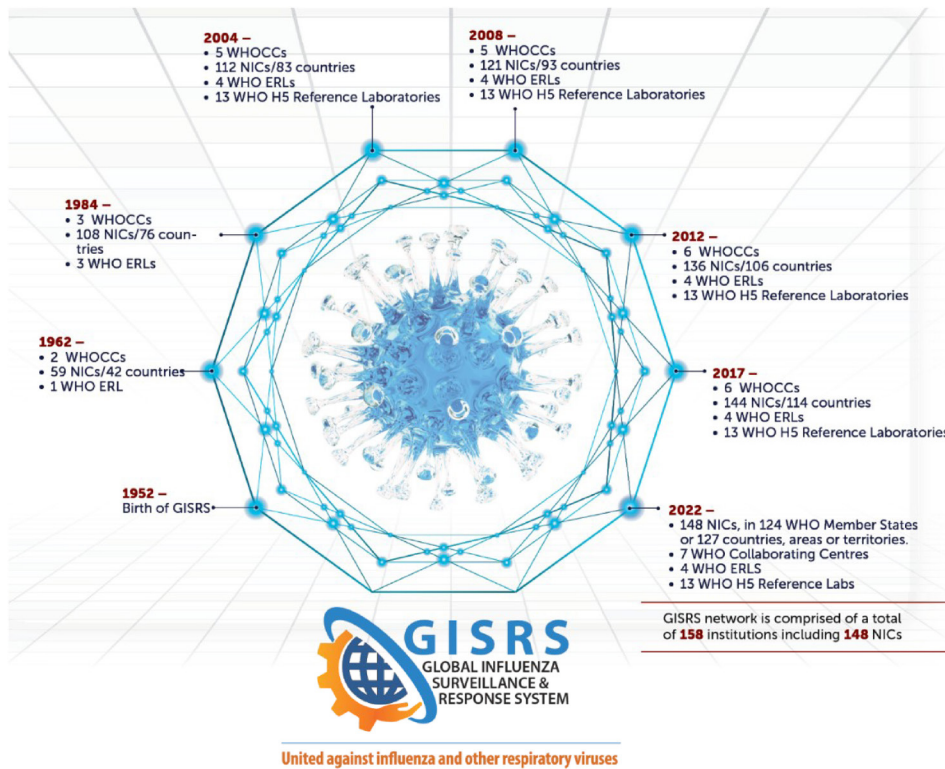 2004 –
• 5 WHOCCs
• 112 NICs/83 countries
• 4 WHO ERLs
• 13 WHO H5 Reference Laboratories
2008 –
• 5 WHOCCs
• 121 NICs/93 countries
• 4 WHO ERLs
• 13 WHO H5 Reference Laboratories
1984 –
• 3 WHOCCs
• 108 NICs/76 coun-
tries
• 3 WHO ERLs
2012 –
• 6 WHOCCs
• 136 NICs/106 countries
• 4 WHO ERLs
• 13 WHO H5 Reference Laboratories
1962 –
• 2 WHOCCs
• 59 NICs/42 countries
• 1 WHO ERL
2017 –
• 6 WHOCCs
• 144 NICs/114 countries
• 4 WHO ERLs
• 13 WHO H5 Reference Laboratories
1952 –
Birth of GISRS
2022 –
• 148 NICs, in 124 WHO Member States
or 127 countries, areas or territories.
• 7 WHO Collaborating Centres
• 4 WHO ERLS
• 13 WHO H5 Reference Labs
GISRS network is comprised of a total
of 158 institutions including 148 NICs
GISRS
GLOBAL INFLUENZA
SURVEILLANCE &
RESPONSE SYSTEM
United against influenza and other respiratory viruses